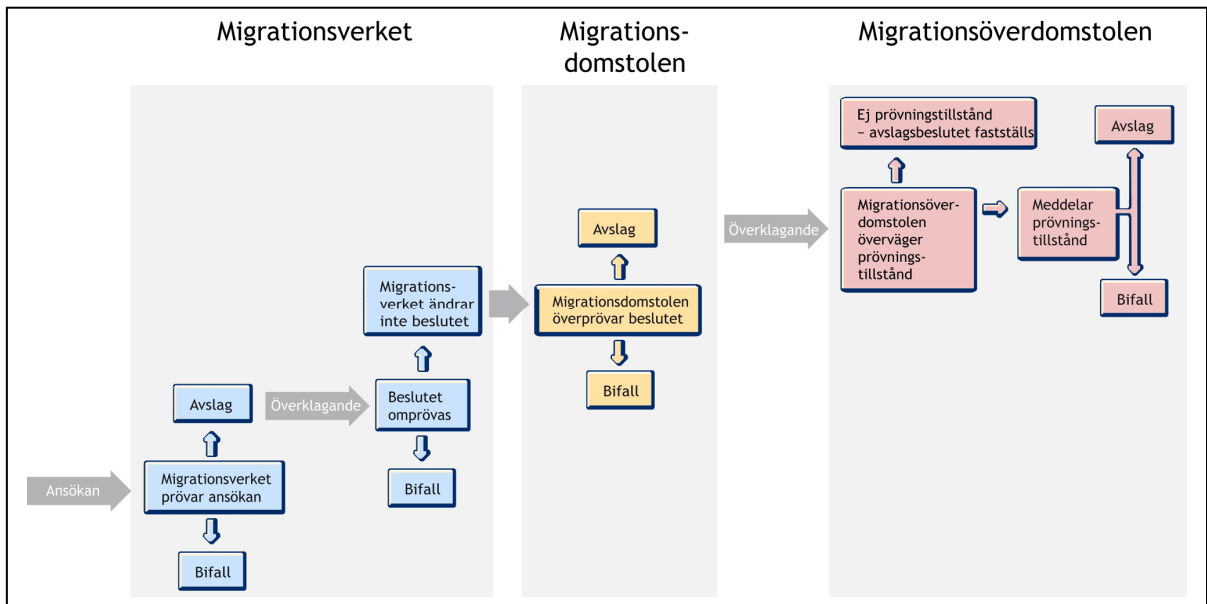 Migrationsverket
Migrations-
domstolen
Migrationsöverdomstolen
Ansökan
Migrationsverket
prövar ansökan
Avslag
Bifall
Överklagande
Beslutet
omprövas
Bifall
Migrations-
verket ändrar
inte beslutet
Migrationsdomstolen
överprövar beslutet
Avslag
Bifall
Överklagande
Migrationsöver-
domstolen
överväger
prövnings-
tillstånd
Ej prövningstillstånd
– avslagsbeslutet fastställs
Meddelar
prövnings-
tillstånd
Avslag
Bifall